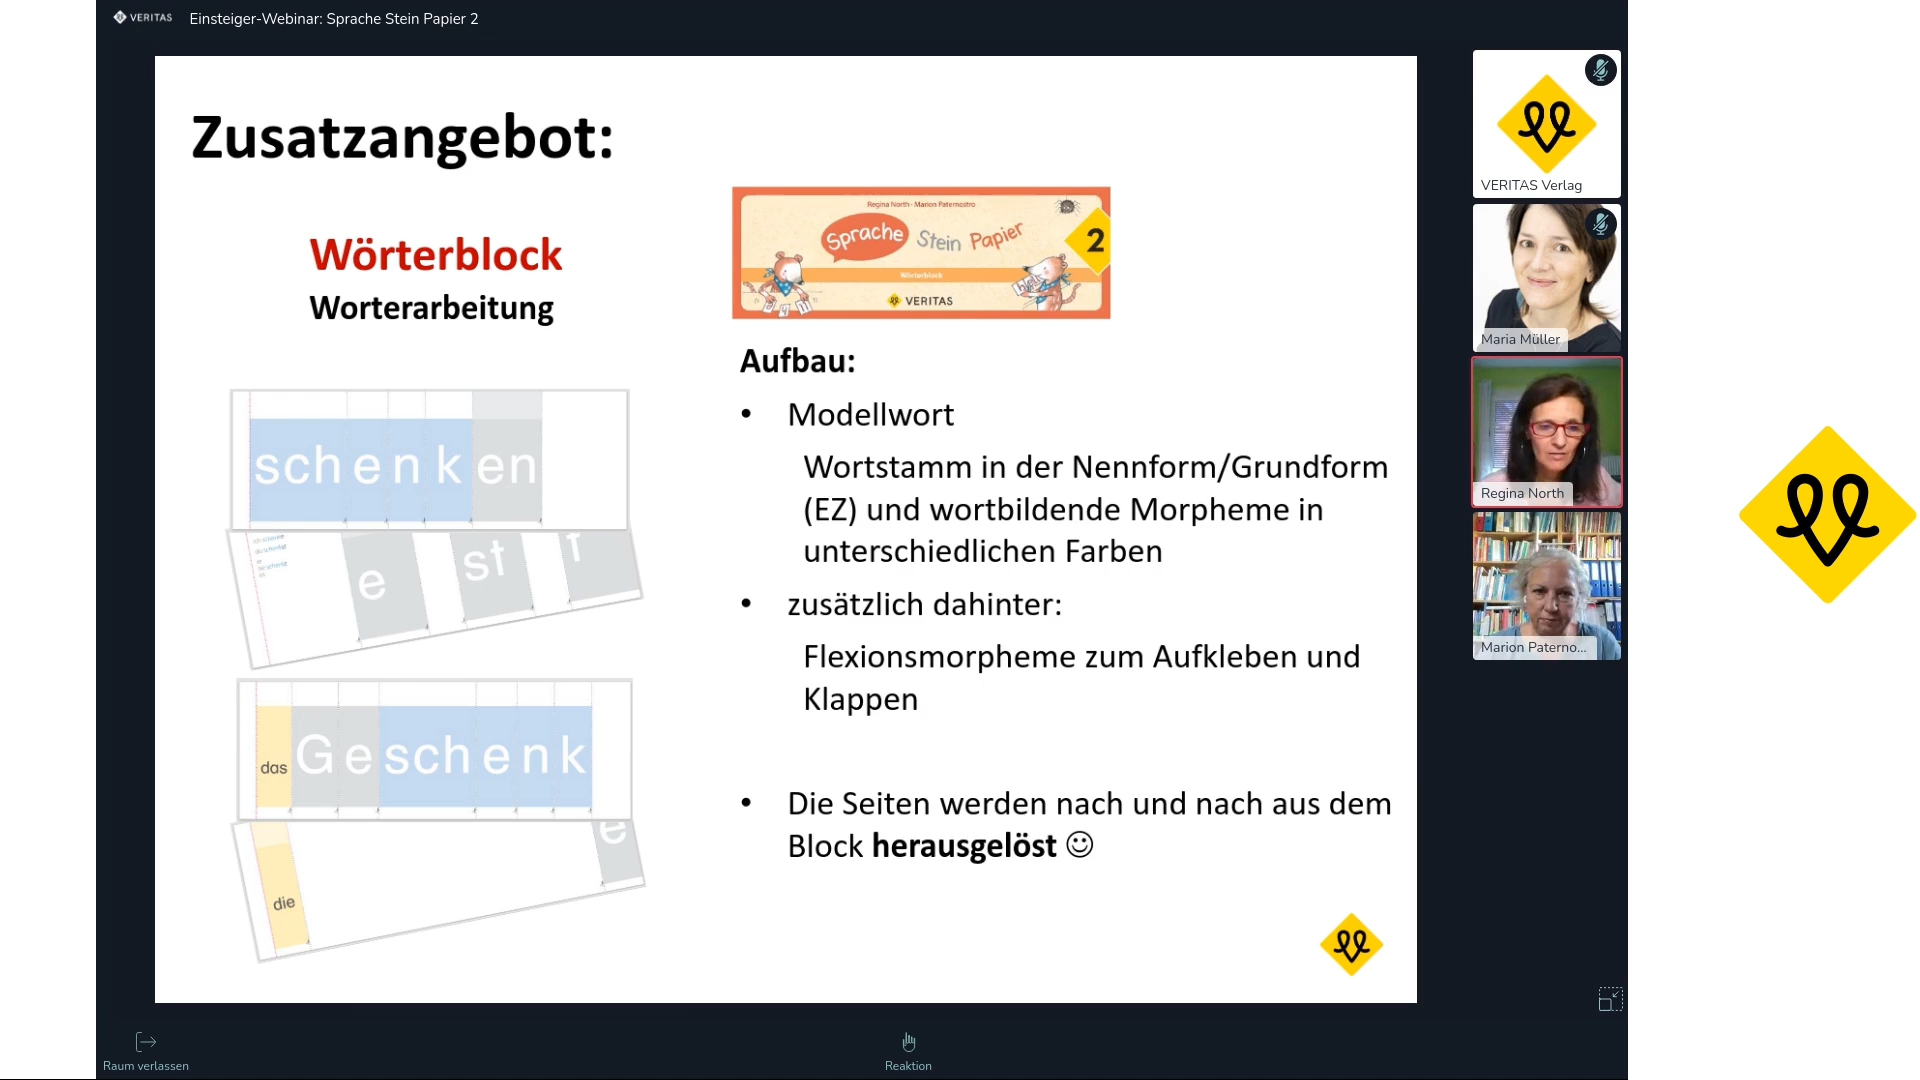 VERITAS Einsteiger-Webinar: Sprache Stein Papier 2
Zusatzangebot:
Wörterblock
Worterarbeitung
schenken
e st t
das Geschenk
die e
Regina North · Marion Paternostro
Sprache Stein Papier 2
Wörterblock
VERITAS
Aufbau:
• Modellwort
Wortstamm in der Nennform/Grundform
(EZ) und wortbildende Morpheme in
unterschiedlichen Farben
• zusätzlich dahinter:
Flexionsmorpheme zum Aufkleben und
Klappen
• Die Seiten werden nach und nach aus dem
Block herausgelöst ☺
VERITAS Verlag
Maria Müller
Regina North
Marion Paterno...
Raum verlassen
Reaktion